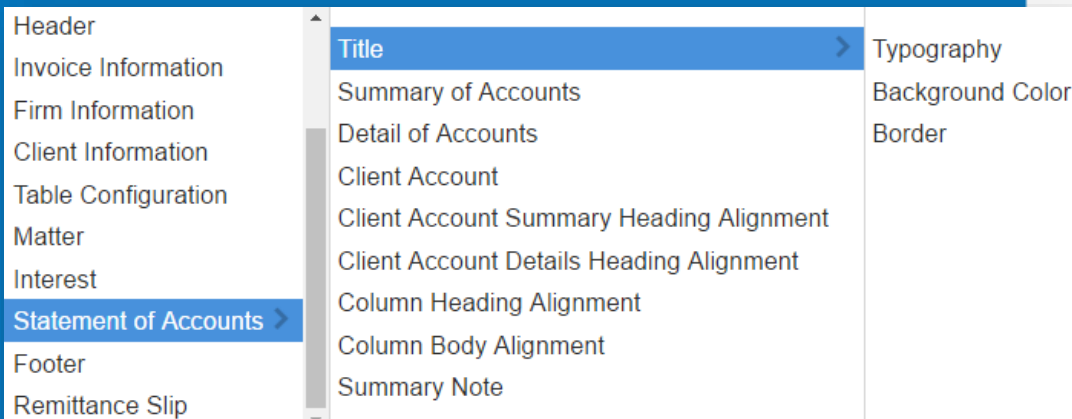 Header
Invoice Information
Firm Information
Client Information
Table Configuration
Matter
Interest
Statement of Accounts
Footer
Remittance Slip
Title
Summary of Accounts
Detail of Accounts
Client Account
Client Account Summary Heading Alignment
Client Account Details Heading Alignment
Column Heading Alignment
Column Body Alignment
Summary Note
Typography
Background Color
Border